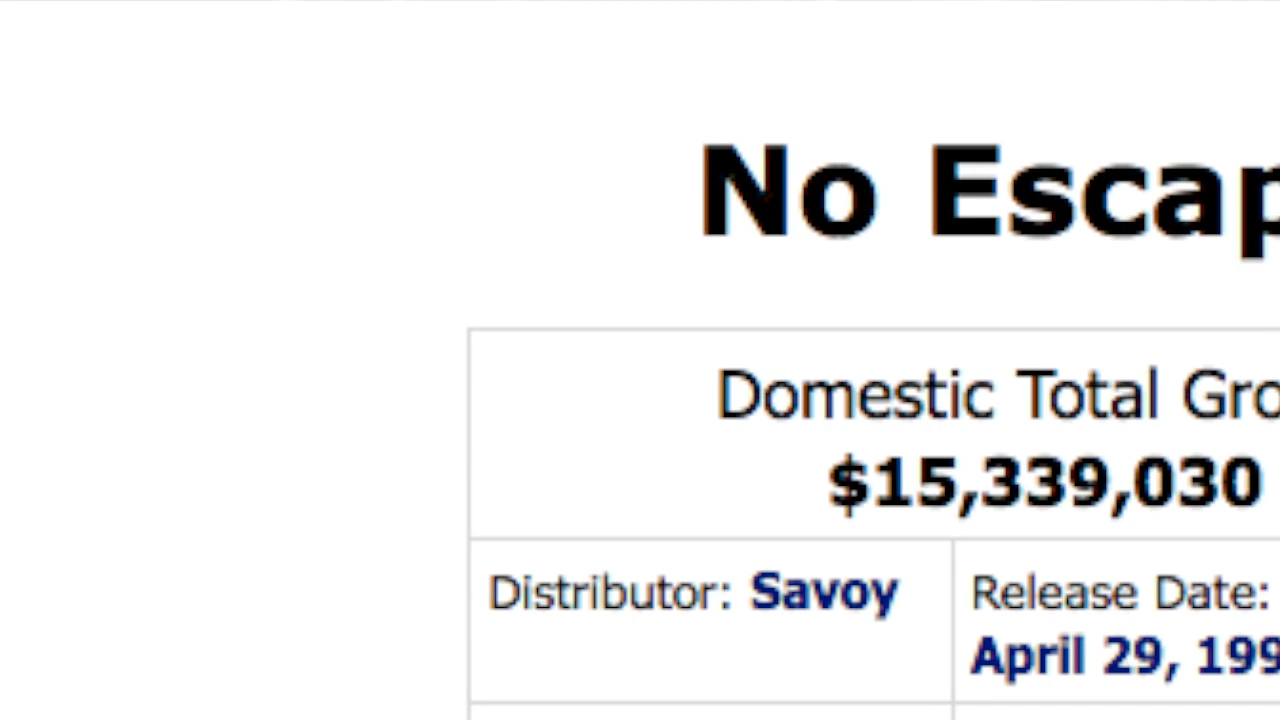 No Escap
Domestic Total Gro
$15,339,030
Distributor: Savoy
Release Date:
April 29, 199